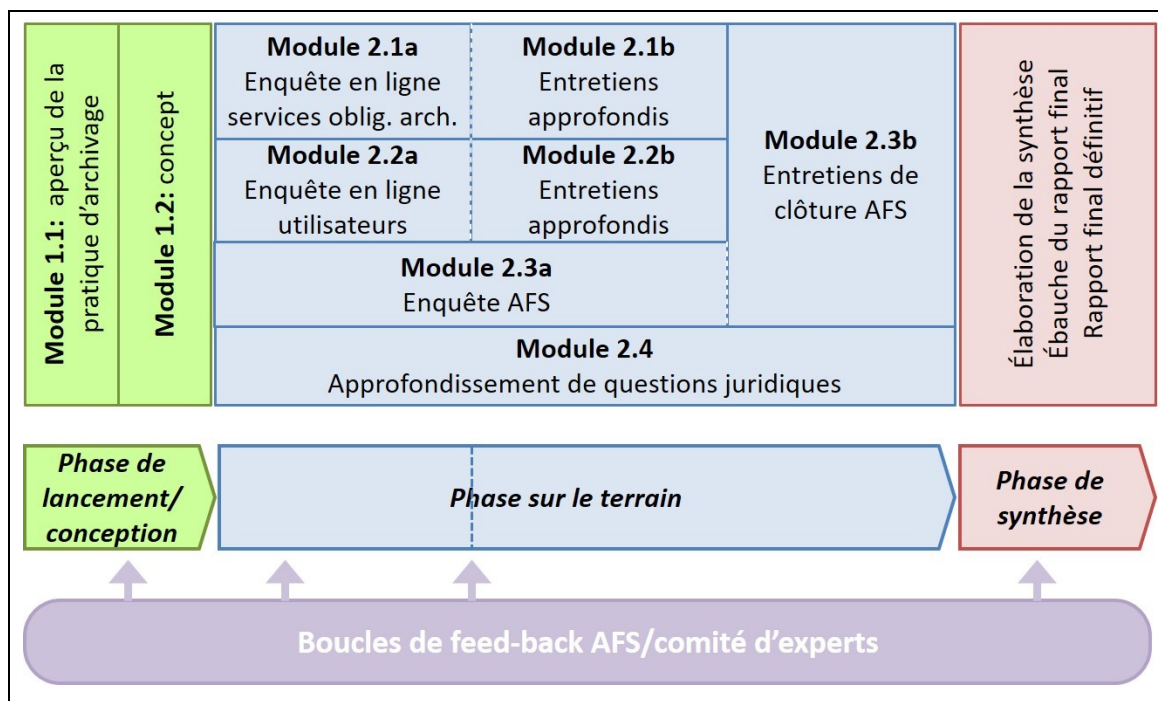 Module 1.1: aperçu de la
pratique d'archivage
Module 1.2: concept
Module 2.1a
Enquête en ligne
services oblig. arch.
Module 2.1b
Entretiens
approfondis
Module 2.2a
Enquête en ligne
utilisateurs
Module 2.2b
Entretiens
approfondis
Module 2.3a
Enquête AFS
Module 2.3b
Entretiens de
clôture AFS
Module 2.4
Approfondissement de questions juridiques
Élaboration de la synthèse
Ébauche du rapport final
Rapport final définitif
Phase de
lancement/
conception
Phase sur le terrain
Phase de
synthèse
Boucles de feed-back AFS/comité d'experts